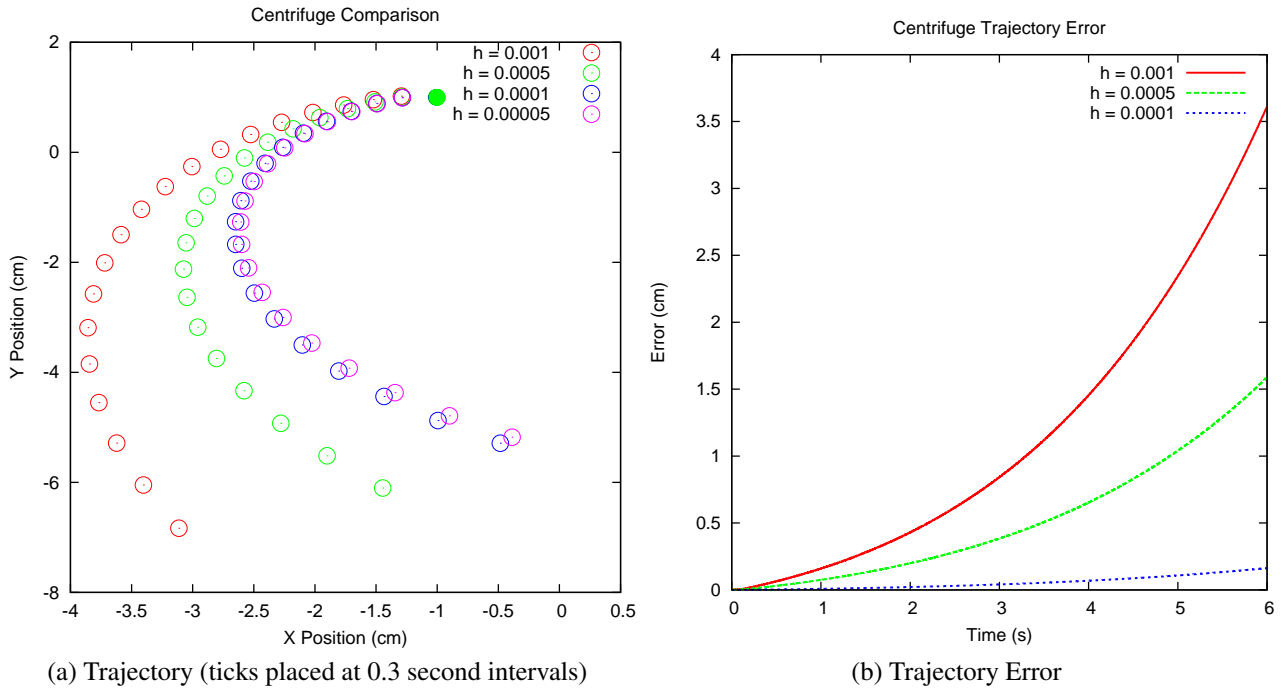 Centrifuge Comparison
2
0
-2
-4
-6
-8
Y Position (cm)
h = 0.001
h = 0.0005
h = 0.0001
h = 0.00005
-4
-3.5
-3
-2.5
-2
-1.5
-1
-0.5
0
0.5
X Position (cm)
(a) Trajectory (ticks placed at 0.3 second intervals)
Centrifuge Trajectory Error
4
3.5
3
2.5
2
1.5
1
0.5
0
Error (cm)
h = 0.001
h = 0.0005
h = 0.0001
0
1
2
3
4
5
6
Time (s)
(b) Trajectory Error